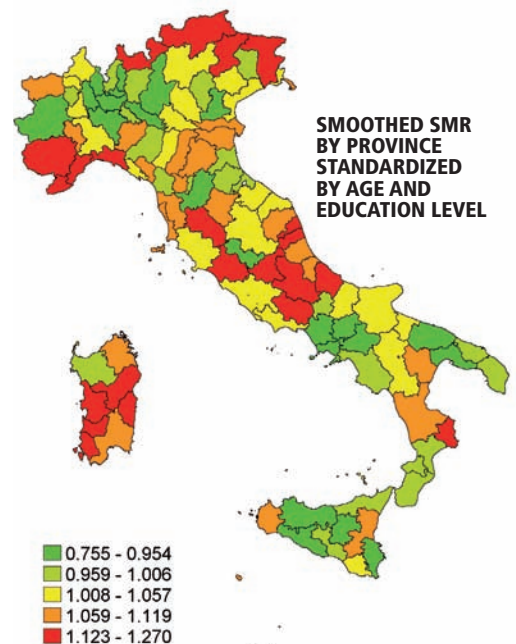 SMOOTHED SMR
BY PROVINCE
STANDARDIZED
BY AGE AND
EDUCATION LEVEL
0.755 - 0.954
0.959 - 1.006
1.008 - 1.057
1.059 - 1.119
1.123 - 1.270